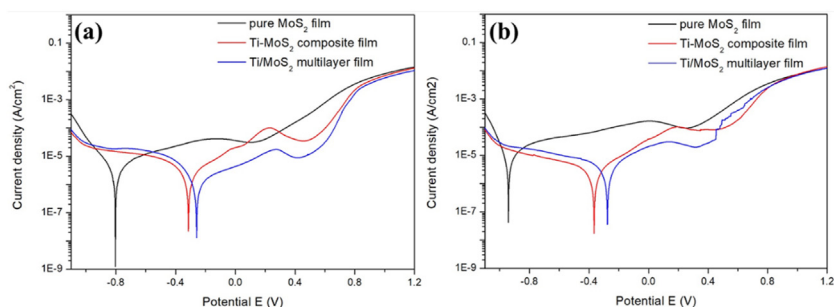 (a)
pure MoS₂ film
Ti-MoS₂ composite film
Ti/MoS₂ multilayer film
0.1
1E-3
1E-5
1E-7
1E-9
Current density (A/cm²)
-0.8 -0.4 0.0 0.4 0.8 1.2
Potential E (V)
(b)
pure MoS₂ film
Ti-MoS₂ composite film
Ti/MoS₂ multilayer film
0.1
1E-3
1E-5
1E-7
1E-9
Current density (A/cm2)
-0.8 -0.4 0.0 0.4 0.8 1.2
Potential E (V)